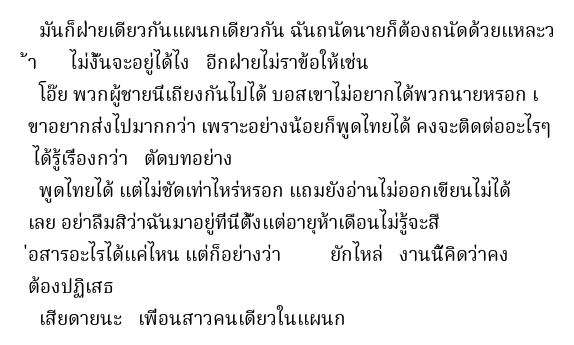 มันก็ฝ่ายเดียวกันแผนกเดียวกัน ฉันถนัดนายก็ต้องถนัดด้วยแหละว
้า ไม่งั้นจะอยู่ได้ไง อีกฝ่ายไม่ราข้อให้เช่น
โอ๊ย พวกผู้ชายนี่เถียงกันไปได้ บอสเขาไม่อยากได้พวกนายหรอก เ
ขาอยากส่งไปมากกว่า เพราะอย่างน้อยก็พูดไทยได้ คงจะติดต่ออะไรๆ
ได้รู้เรื่องกว่า ตัดบทอย่าง
พูดไทยได้ แต่ไม่ชัดเท่าไหร่หรอก แถมยังอ่านไม่ออกเขียนไม่ได้
เลย อย่าลืมสิว่าฉันมาอยู่ที่นี่ตั้งแต่อายุห้าเดือนไม่รู้จะสื
่อสารอะไรได้แค่ไหน แต่ก็อย่างว่า ยักไหล่ งานนี้คิดว่าคง
ต้องปฏิเสธ
เสียดายนะ เพื่อนสาวคนเดียวในแผนก